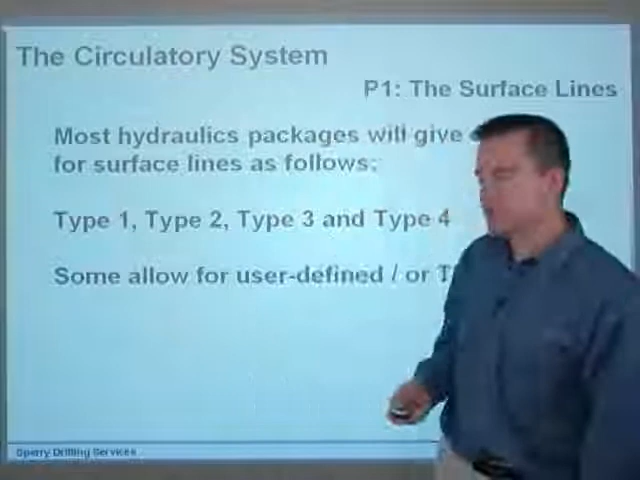 The Circulatory System
P1: The Surface Lines
Most hydraulics packages will give
for surface lines as follows:
Type 1, Type 2, Type 3 and Type 4
Some allow for user-defined / or
Sperry Drilling Services